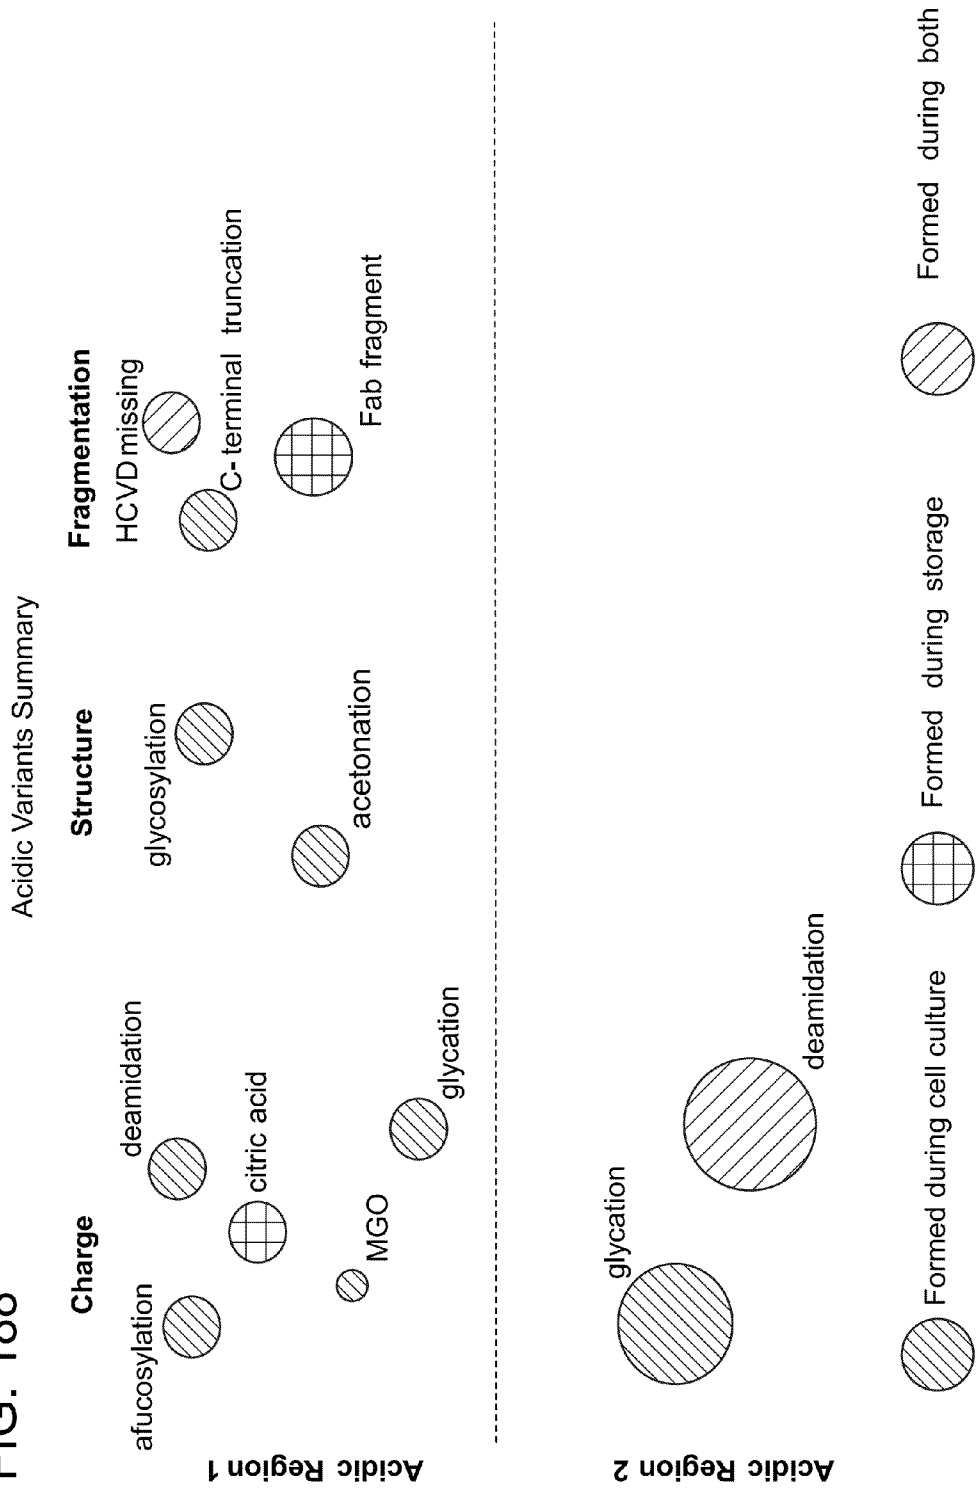 FIG. 188
Acidic Variants Summary
Charge
Structure
Fragmentation
Acidic Region 1
afucosylation
deamidation
citric acid
MGO
glycation
glycosylation
acetonation
HCVD missing
C-terminal truncation
Fab fragment
Acidic Region 2
glycation
deamidation
Formed during cell culture
Formed during storage
Formed during both